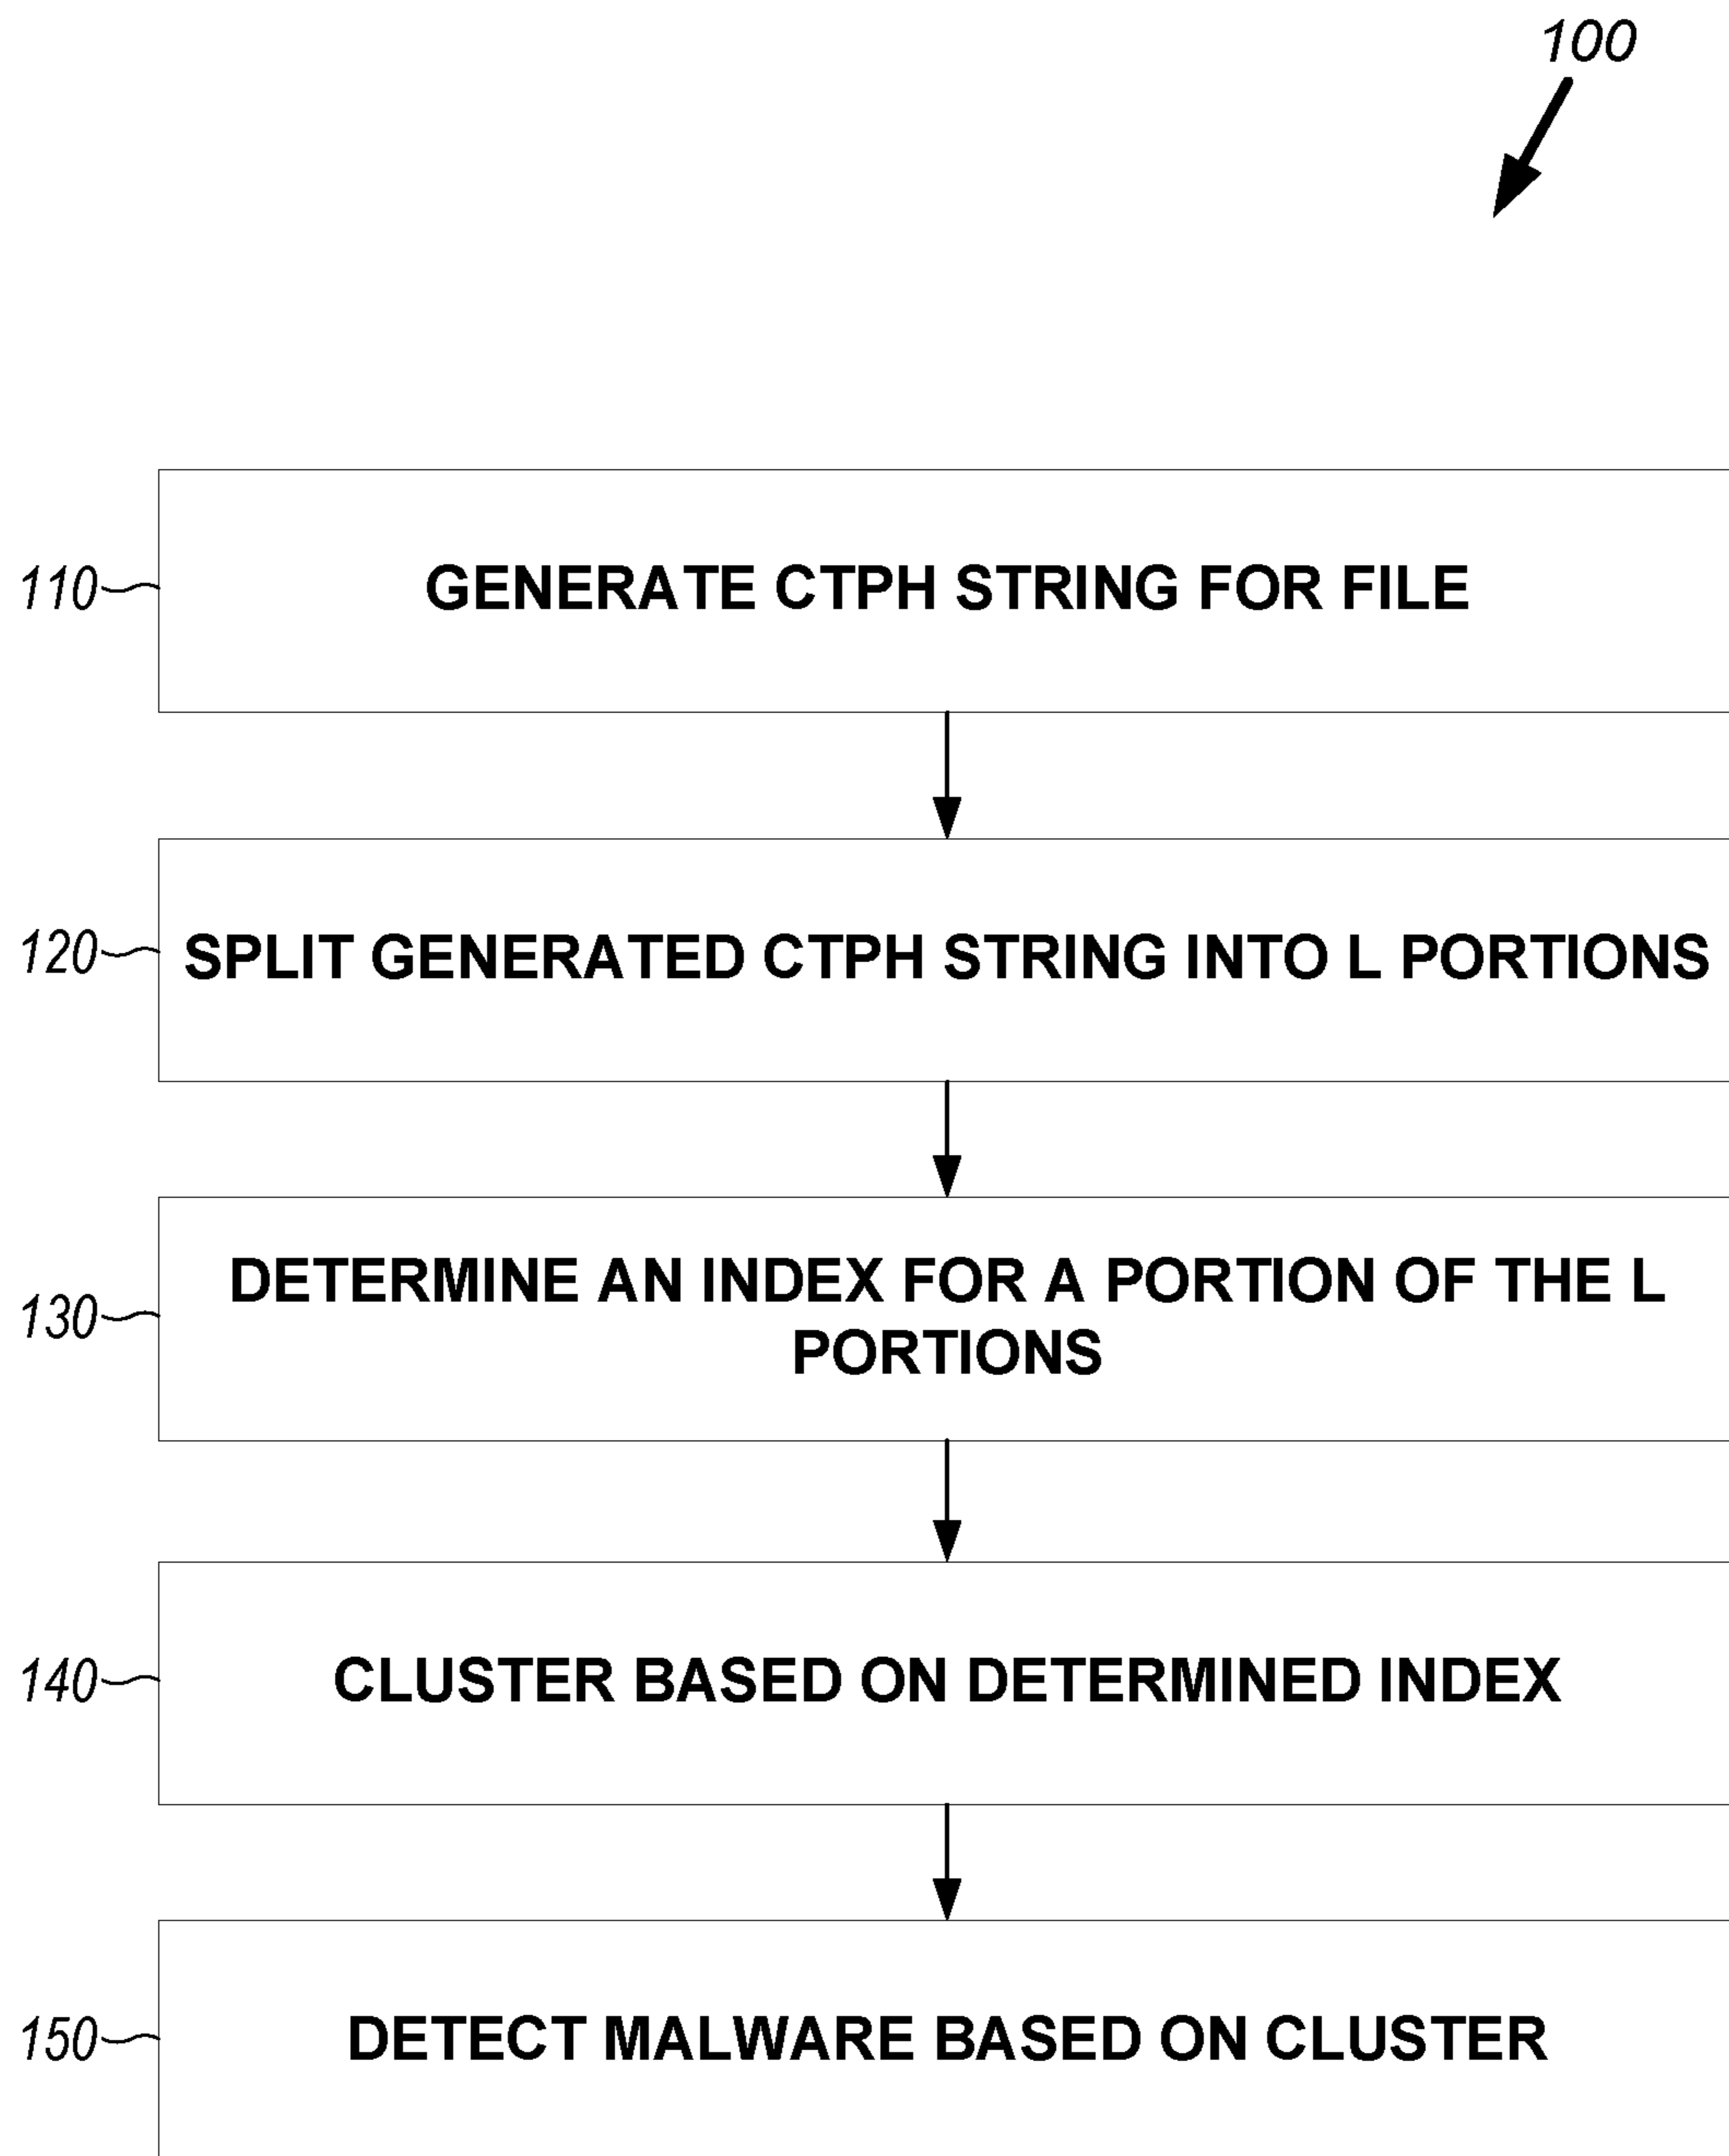 100
110
GENERATE CTPH STRING FOR FILE
120
SPLIT GENERATED CTPH STRING INTO L PORTIONS
130
DETERMINE AN INDEX FOR A PORTION OF THE L
PORTIONS
140
CLUSTER BASED ON DETERMINED INDEX
150
DETECT MALWARE BASED ON CLUSTER